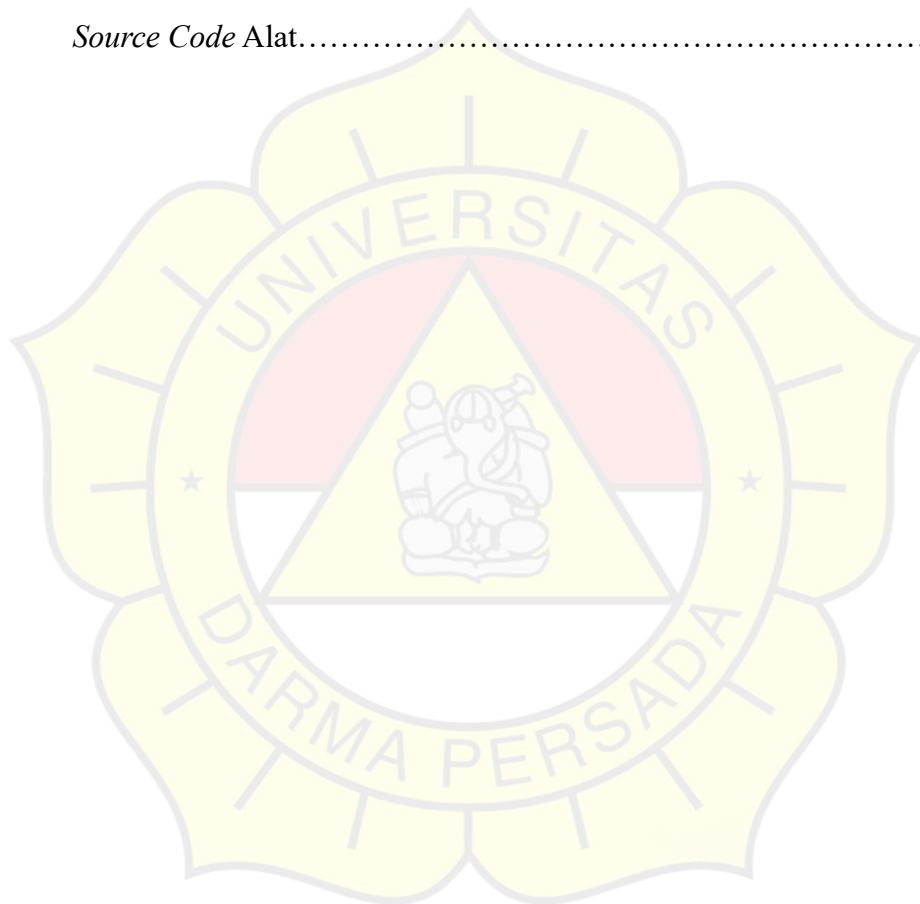 Source Code Alat……………………………………………………………
UNIVERSITAS
DARMA PERSADA